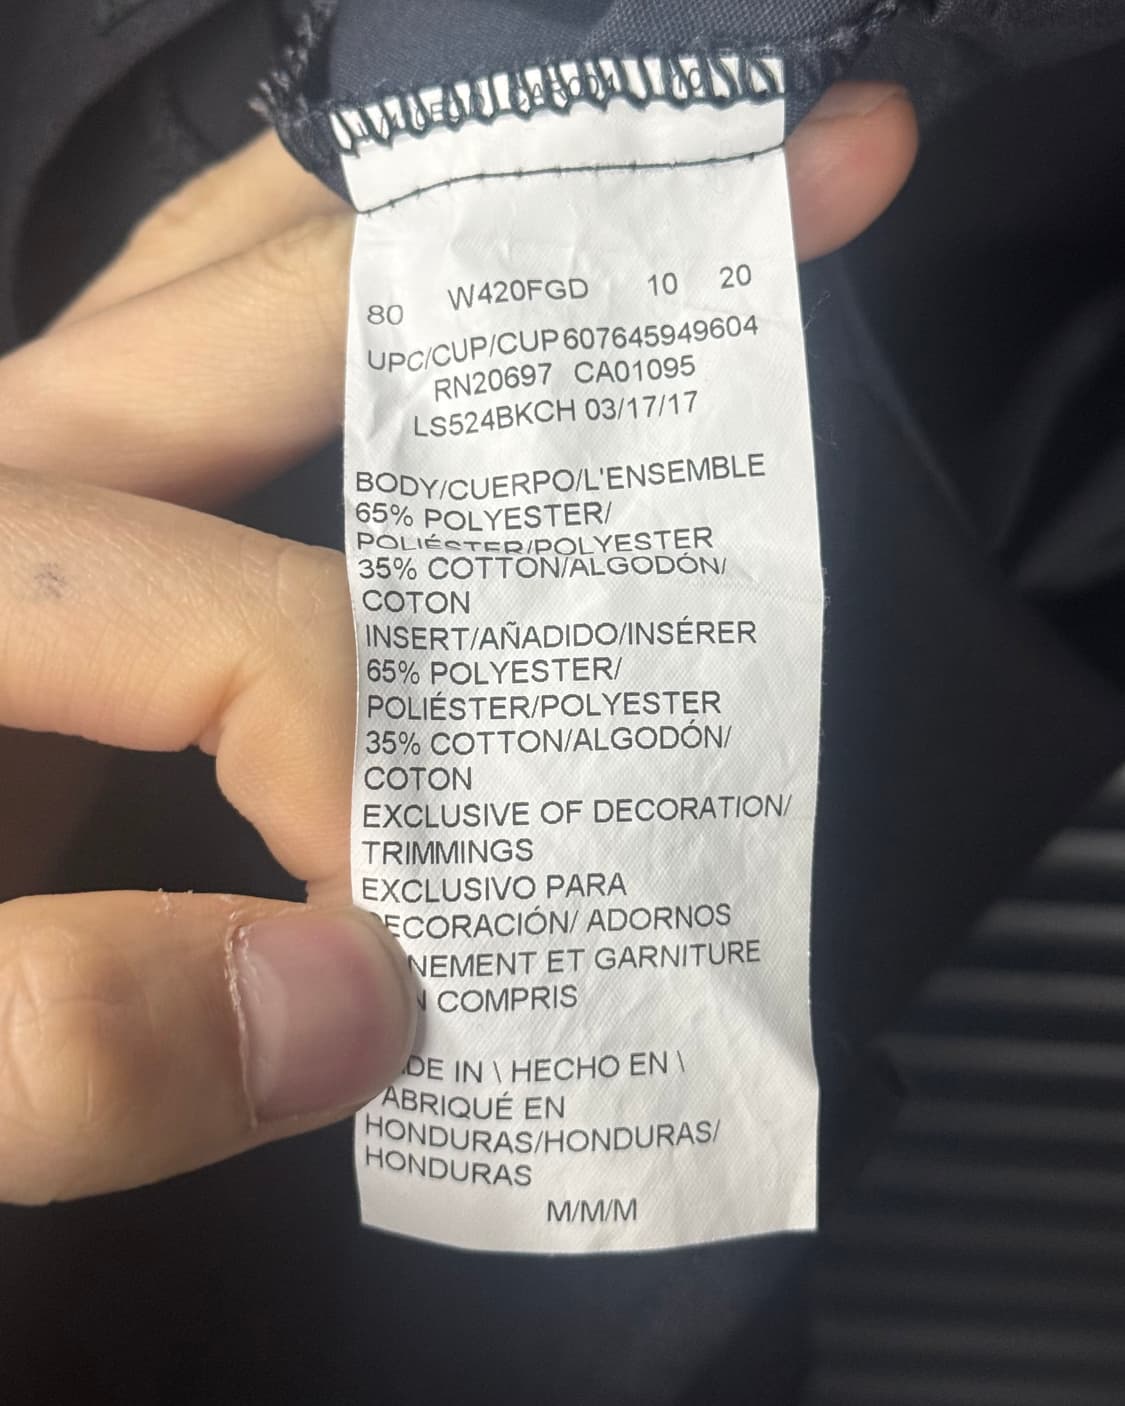 80 W420FGD 10 20
UPC/CUP/CUP607645949604
RN20697 CA01095
LS524BKCH 03/17/17
BODY/CUERPO/L'ENSEMBLE
65% POLYESTER/
POLIÉSTER/POLYESTER
35% COTTON/ALGODÓN/
COTON
INSERT/AÑADIDO/INSÉRER
65% POLYESTER/
POLIÉSTER/POLYESTER
35% COTTON/ALGODÓN/
COTON
EXCLUSIVE OF DECORATION/
TRIMMINGS
EXCLUSIVO PARA
ECORACIÓN/ ADORNOS
NEMENT ET GARNITURE
N COMPRIS
DE IN \ HECHO EN \
ABRIQUÉ EN
HONDURAS/HONDURAS/
HONDURAS
M/M/M